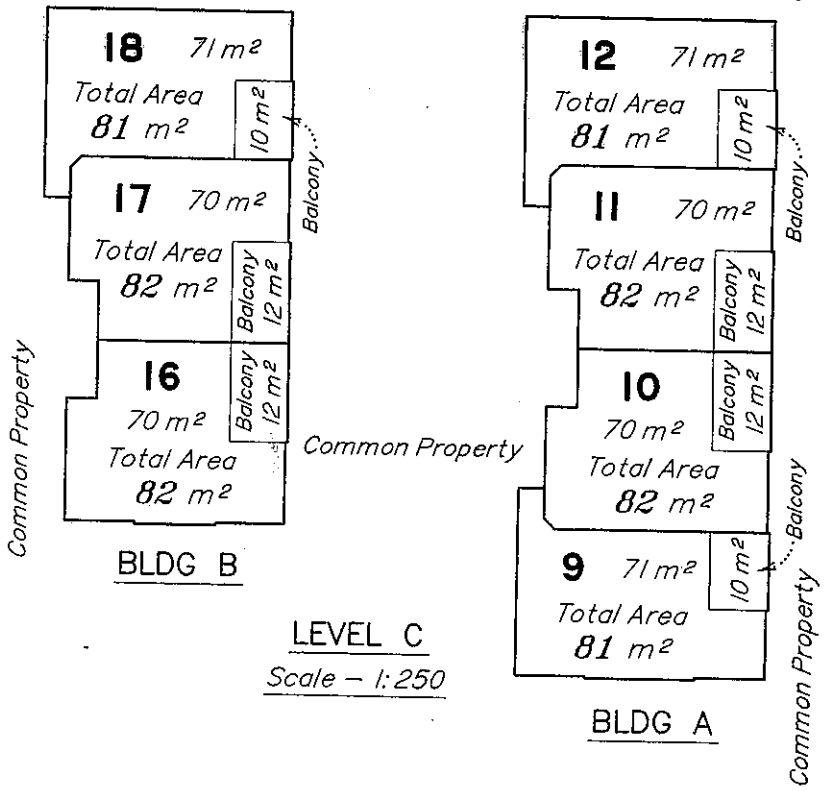 18 71 m²
Total Area
81 m²
10 m²
Balcony
17 70 m²
Total Area
82 m²
Balcony
12 m²
16
Balcony
12 m²
70 m²
Total Area
82 m²
Common Property
BLDG B
Common Property
12 71 m²
Total Area
81 m²
10 m²
Balcony
11 70 m²
Total Area
82 m²
Balcony
12 m²
10
Balcony
12 m²
70 m²
Total Area
82 m²
9 71 m²
10 m²
Balcony
Total Area
81 m²
Common Property
BLDG A
LEVEL C
Scale – 1:250